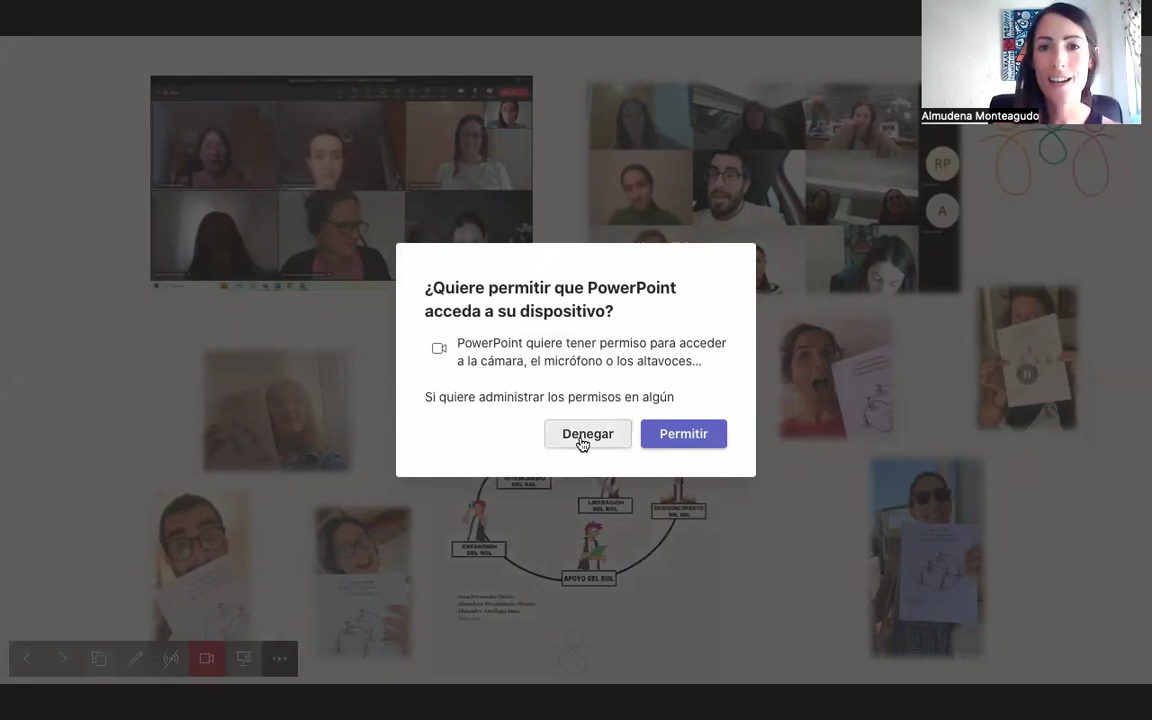 Almudena Monteagudo
RP
A
¿Quiere permitir que PowerPoint
acceda a su dispositivo?
PowerPoint quiere tener permiso para acceder
a la cámara, el micrófono o los altavoces...
Si quiere administrar los permisos en algún
Denegar
Permitir
LIBERACIÓN
DEL ROL
DEL ROL
EXPANSIÓN
DEL ROL
APOYO DEL ROL